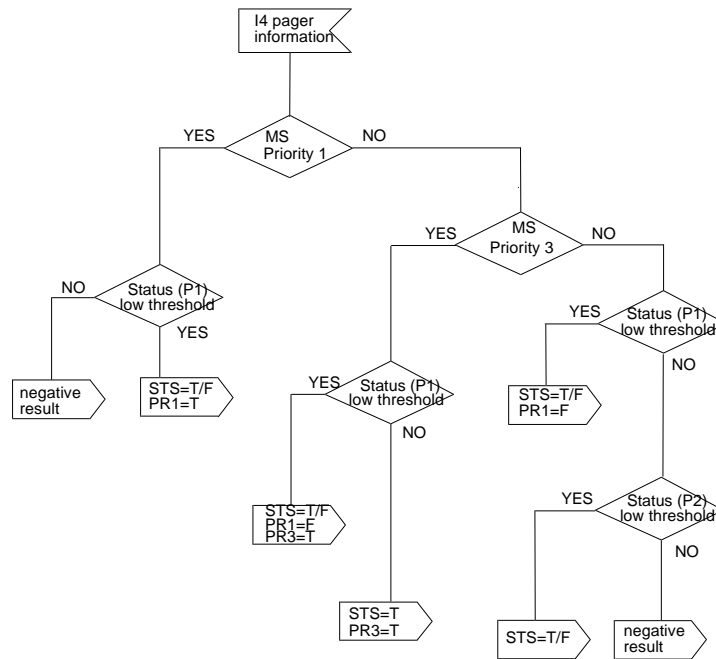 I4 pager
information
YES
MS
Priority 1
NO
YES
MS
Priority 3
NO
NO
Status (P1)
low threshold
YES
YES
Status (P1)
low threshold
NO
negative
result
STS=T/F
PR1=T
YES
Status (P1)
low threshold
NO
STS=T/F
PR1=F
STS=T/F
PR1=F
PR3=T
YES
Status (P2)
low threshold
NO
STS=T
PR3=T
STS=T/F
negative
result